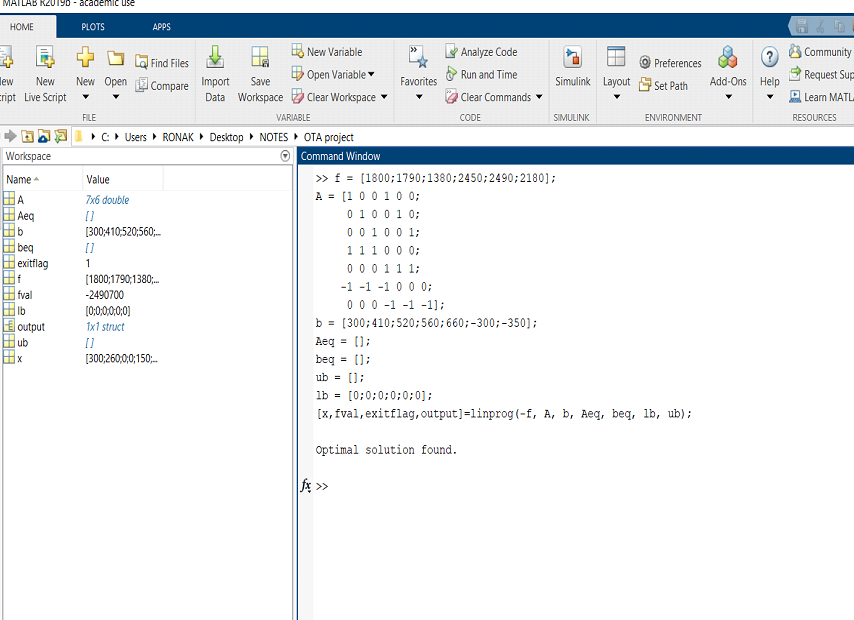 MATLAB R2019b - academic use
HOME PLOTS APPS
New Script
New Live Script
New
Open
Find Files
Compare
FILE
Import Data
Save Workspace
New Variable
Open Variable
Clear Workspace
VARIABLE
Favorites
Analyze Code
Run and Time
Clear Commands
CODE
Simulink
SIMULINK
Layout
Preferences
Set Path
Add-Ons
ENVIRONMENT
? Help
Community
Request Sup
Learn MATL
RESOURCES
C: Users RONAK Desktop NOTES OTA project
Workspace
Name Value
A 7x6 double
Aeq []
b [300;410;520;560;...
beq []
exitflag 1
f [1800;1790;1380;...
fval -2490700
lb [0;0;0;0;0;0]
output 1x1 struct
ub []
x [300;260;0;0;150;...
Command Window
>> f = [1800;1790;1380;2450;2490;2180];
A = [1 0 0 1 0 0;
0 1 0 0 1 0;
0 0 1 0 0 1;
1 1 1 0 0 0;
0 0 0 1 1 1;
-1 -1 -1 0 0 0;
0 0 0 -1 -1 -1];
b = [300;410;520;560;660;-300;-350];
Aeq = [];
beq = [];
ub = [];
lb = [0;0;0;0;0;0];
[x,fval,exitflag,output]=linprog(-f, A, b, Aeq, beq, lb, ub);
Optimal solution found.
fx >>